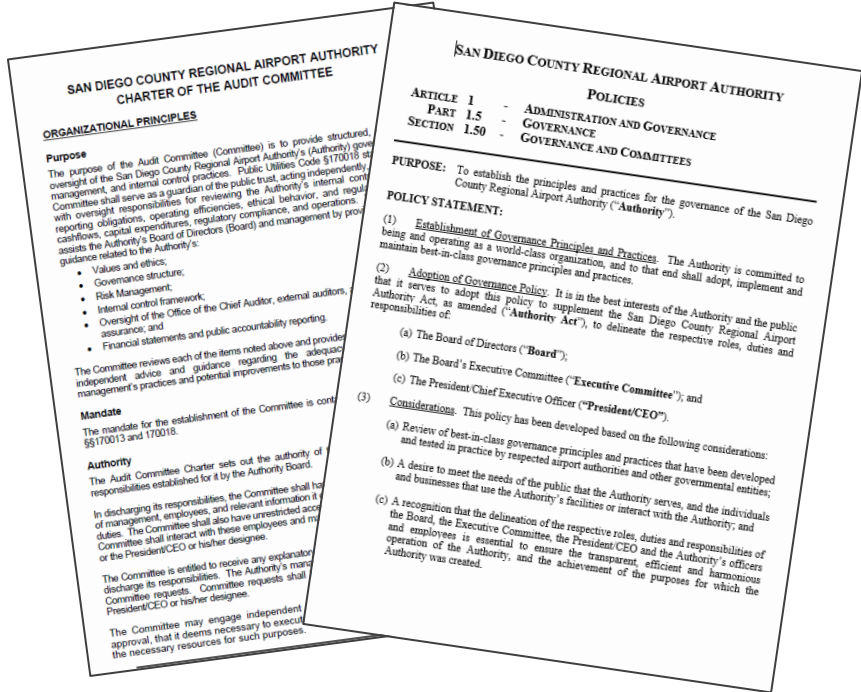 SAN DIEGO COUNTY REGIONAL AIRPORT AUTHORITY
CHARTER OF THE AUDIT COMMITTEE
ORGANIZATIONAL PRINCIPLES
Purpose
The purpose of the Audit Committee (Committee) is to provide structured,
oversight of the San Diego County Regional Airport Authority's (Authority) gove
management, and internal control practices. Public Utilities Code §170018 st
Committee shall serve as a guardian of the public trust, acting independently,
with oversight responsibilities for reviewing the Authority's internal cont
reporting obligations, operating efficiencies, ethical behavior, and regula
cashflows, capital expenditures, regulatory compliance, and operations.
assists the Authority's Board of Directors (Board) and management by provi
guidance related to the Authority's:
• Values and ethics;
• Governance structure;
• Risk Management;
• Internal control framework;
• Oversight of the Office of the Chief Auditor, external auditors,
assurance; and
• Financial statements and public accountability reporting.
The Committee reviews each of the items noted above and provides
independent advice and guidance regarding the adequac
management's practices and potential improvements to those pra
Mandate
The mandate for the establishment of the Committee is conta
§§170013 and 170018.
Authority
The Audit Committee Charter sets out the authority of t
responsibilities established for it by the Authority Board.
In discharging its responsibilities, the Committee shall ha
of management, employees, and relevant information it
duties. The Committee shall also have unrestricted acce
Committee shall interact with these employees and ma
or the President/CEO or his/her designee.
The Committee is entitled to receive any explanator
discharge its responsibilities. The Authority's mana
Committee requests. Committee requests shall
President/CEO or his/her designee.
The Committee may engage independent
approval, that it deems necessary to execut
the necessary resources for such purposes.
SAN DIEGO COUNTY REGIONAL AIRPORT AUTHORITY
POLICIES
ARTICLE 1 - ADMINISTRATION AND GOVERNANCE
PART 1.5 - GOVERNANCE
SECTION 1.50 - GOVERNANCE AND COMMITTEES
PURPOSE: To establish the principles and practices for the governance of the San Diego
County Regional Airport Authority ("Authority").
POLICY STATEMENT:
(1) Establishment of Governance Principles and Practices. The Authority is committed to
being and operating as a world-class organization, and to that end shall adopt, implement and
maintain best-in-class governance principles and practices.
(2) Adoption of Governance Policy. It is in the best interests of the Authority and the public
that it serves to adopt this policy to supplement the San Diego County Regional Airport
Authority Act, as amended ("Authority Act"), to delineate the respective roles, duties and
responsibilities of:
(a) The Board of Directors ("Board");
(b) The Board's Executive Committee ("Executive Committee"); and
(c) The President/Chief Executive Officer ("President/CEO").
(3) Considerations. This policy has been developed based on the following considerations:
(a) Review of best-in-class governance principles and practices that have been developed
and tested in practice by respected airport authorities and other governmental entities;
(b) A desire to meet the needs of the public that the Authority serves, and the individuals
and businesses that use the Authority's facilities or interact with the Authority; and
(c) A recognition that the delineation of the respective roles, duties and responsibilities of
the Board, the Executive Committee, the President/CEO and the Authority's officers
and employees is essential to ensure the transparent, efficient and harmonious
operation of the Authority, and the achievement of the purposes for which the
Authority was created.